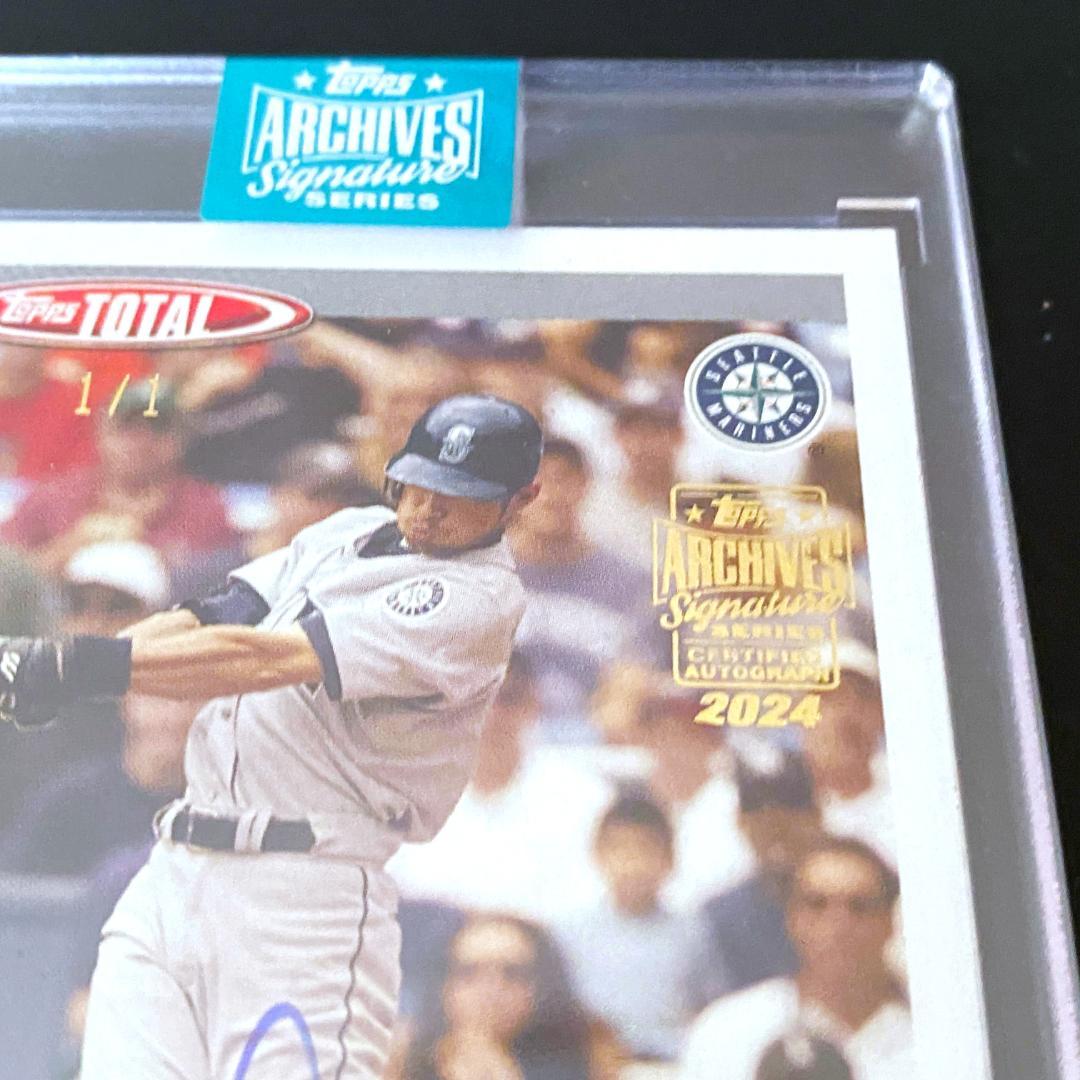 Topps
ARCHIVES
Signature
SERIES
Topps TOTAL
1/1
SEATTLE
MARINERS
S
Topps
ARCHIVES
Signature
SERIES
CERTIFIED
AUTOGRAPH
2024